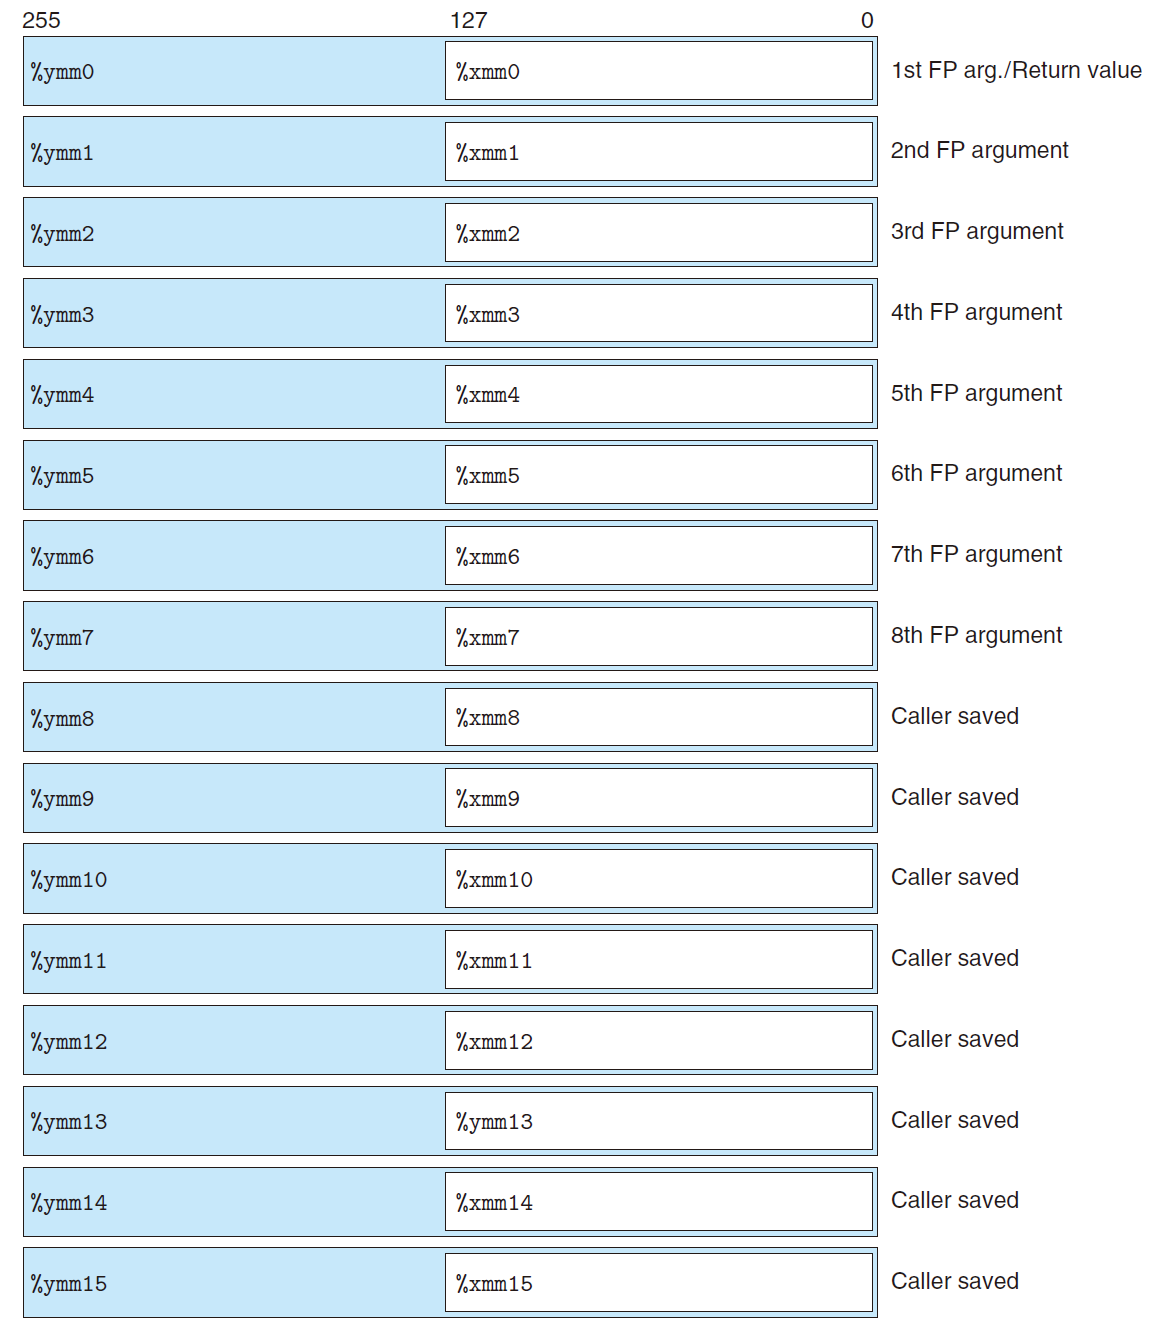 255 127 0
%ymm0 %xmm0 1st FP arg./Return value
%ymm1 %xmm1 2nd FP argument
%ymm2 %xmm2 3rd FP argument
%ymm3 %xmm3 4th FP argument
%ymm4 %xmm4 5th FP argument
%ymm5 %xmm5 6th FP argument
%ymm6 %xmm6 7th FP argument
%ymm7 %xmm7 8th FP argument
%ymm8 %xmm8 Caller saved
%ymm9 %xmm9 Caller saved
%ymm10 %xmm10 Caller saved
%ymm11 %xmm11 Caller saved
%ymm12 %xmm12 Caller saved
%ymm13 %ymm13 Caller saved
%ymm14 %xmm14 Caller saved
%ymm15 %xmm15 Caller saved